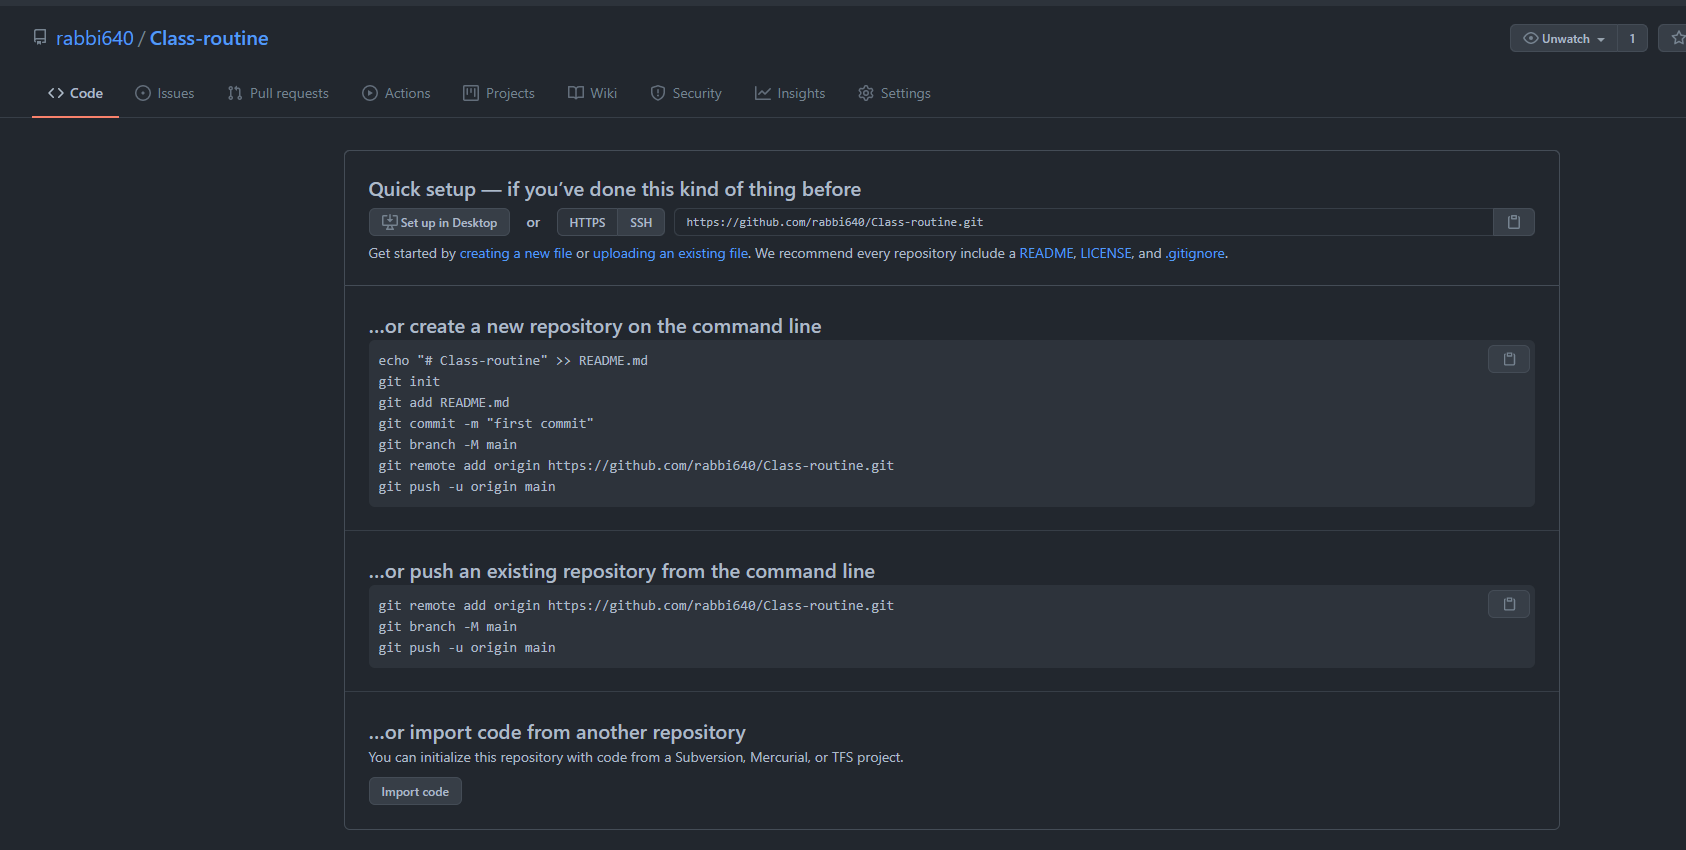 rabbi640 / Class-routine
Unwatch 1
Code Issues Pull requests Actions Projects Wiki Security Insights Settings
Quick setup — if you’ve done this kind of thing before
Set up in Desktop or HTTPS SSH https://github.com/rabbi640/Class-routine.git
Get started by creating a new file or uploading an existing file. We recommend every repository include a README, LICENSE, and .gitignore.
…or create a new repository on the command line
echo "# Class-routine" >> README.md
git init
git add README.md
git commit -m "first commit"
git branch -M main
git remote add origin https://github.com/rabbi640/Class-routine.git
git push -u origin main
…or push an existing repository from the command line
git remote add origin https://github.com/rabbi640/Class-routine.git
git branch -M main
git push -u origin main
…or import code from another repository
You can initialize this repository with code from a Subversion, Mercurial, or TFS project.
Import code